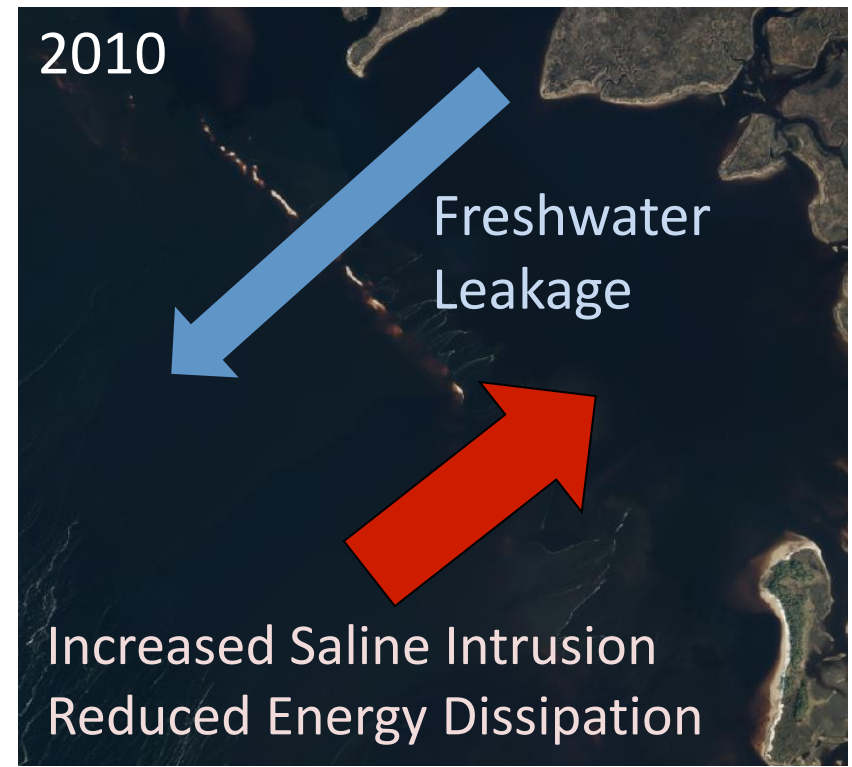 2010
Freshwater
Leakage
Increased Saline Intrusion
Reduced Energy Dissipation